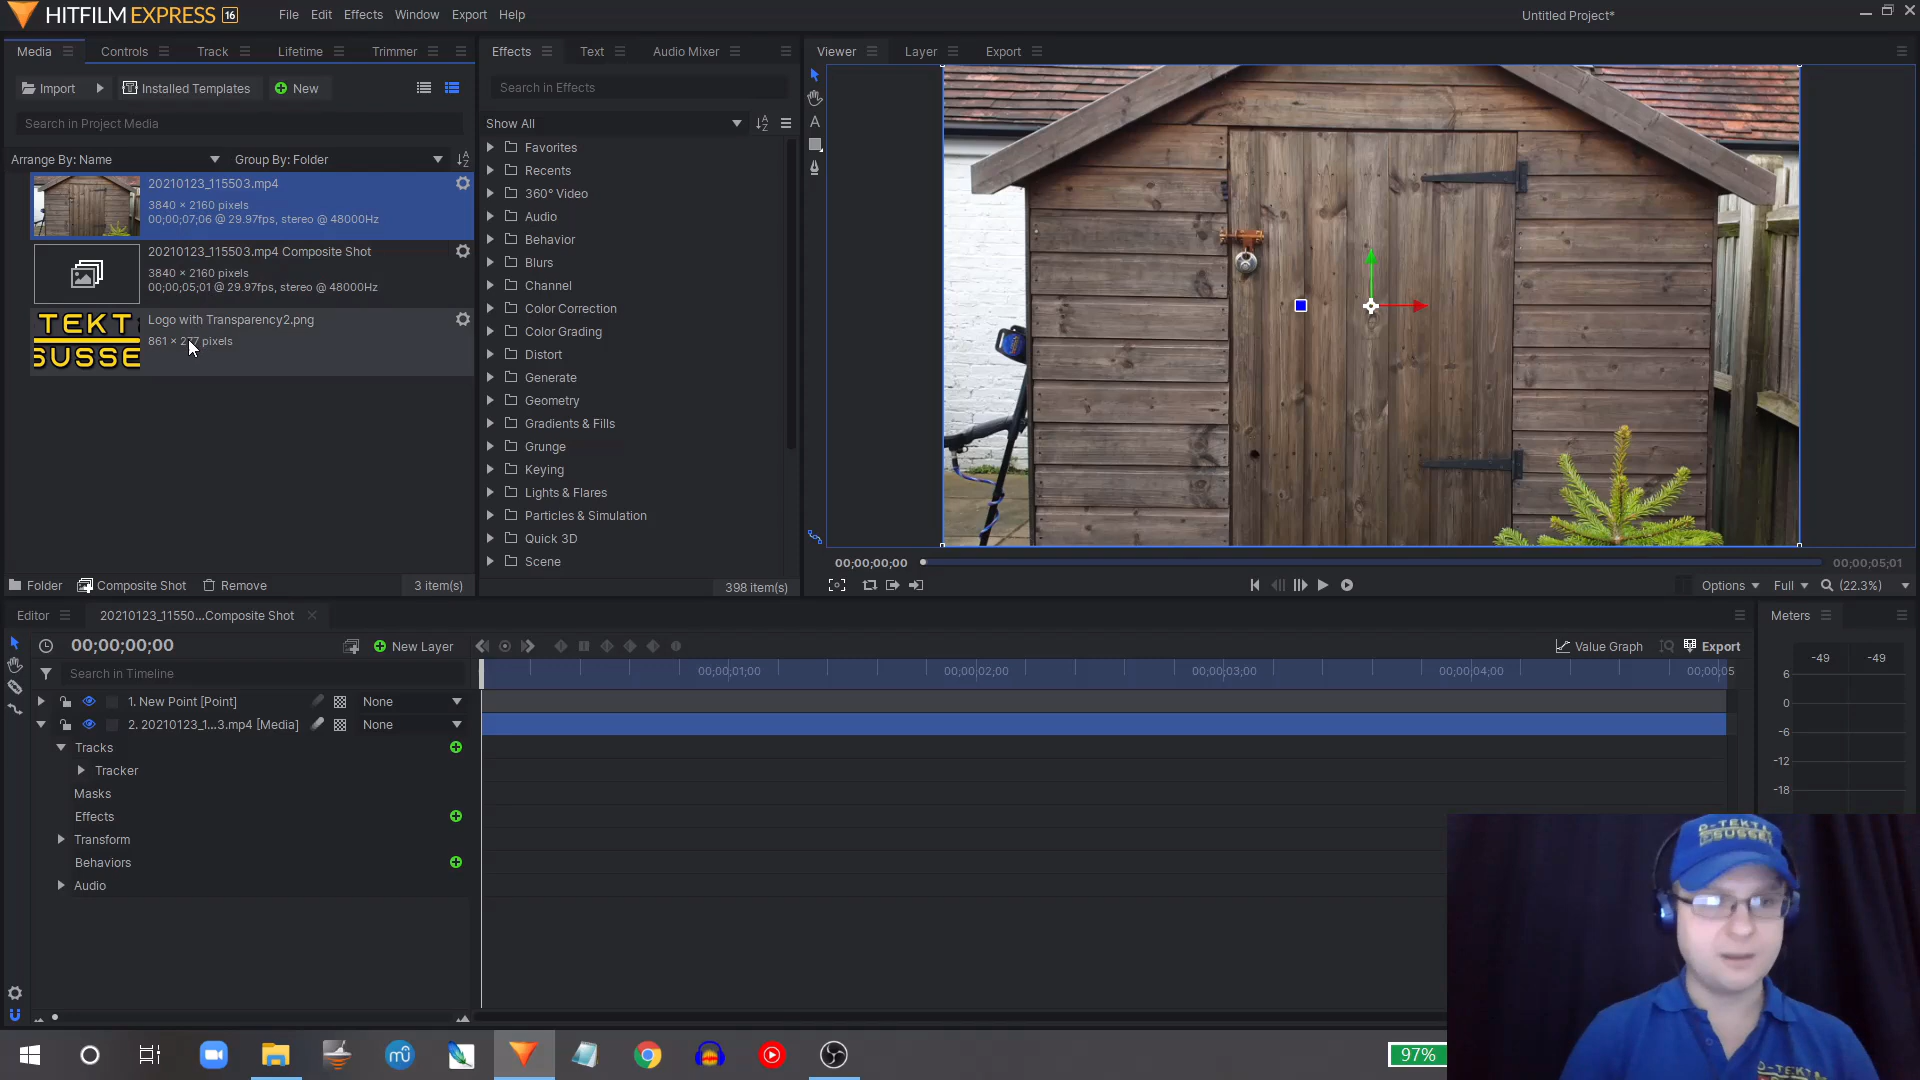 HITFILM EXPRESS 16
File Edit Effects Window Export Help
Untitled Project*
Media Controls Track Lifetime Trimmer
Effects Text Audio Mixer
Viewer Layer Export
Import Installed Templates New
Search in Project Media
Arrange By: Name Group By: Folder
20210123_115503.mp4
3840 × 2160 pixels
00;00;07;06 @ 29.97fps, stereo @ 48000Hz
20210123_115503.mp4 Composite Shot
3840 × 2160 pixels
00;00;05;01 @ 29.97fps, stereo @ 48000Hz
TEKT
SUSSE
Logo with Transparency2.png
861 × 277 pixels
Folder Composite Shot Remove 3 item(s)
Search in Effects
Show All
Favorites
Recents
360° Video
Audio
Behavior
Blurs
Channel
Color Correction
Color Grading
Distort
Generate
Geometry
Gradients & Fills
Grunge
Keying
Lights & Flares
Particles & Simulation
Quick 3D
Scene
398 item(s)
00;00;00;00 00;00;05;01
Options Full (22.3%)
Editor 20210123_11550...Composite Shot
00;00;00;00 New Layer
Value Graph Export
Search in Timeline
00;00;01;00 00;00;02;00 00;00;03;00 00;00;04;00 00;00;05
1. New Point [Point] None
2. 20210123_1...3.mp4 [Media] None
Tracks
Tracker
Masks
Effects
Transform
Behaviors
Audio
Meters
-49 -49
6
0
-6
-12
-18
97%